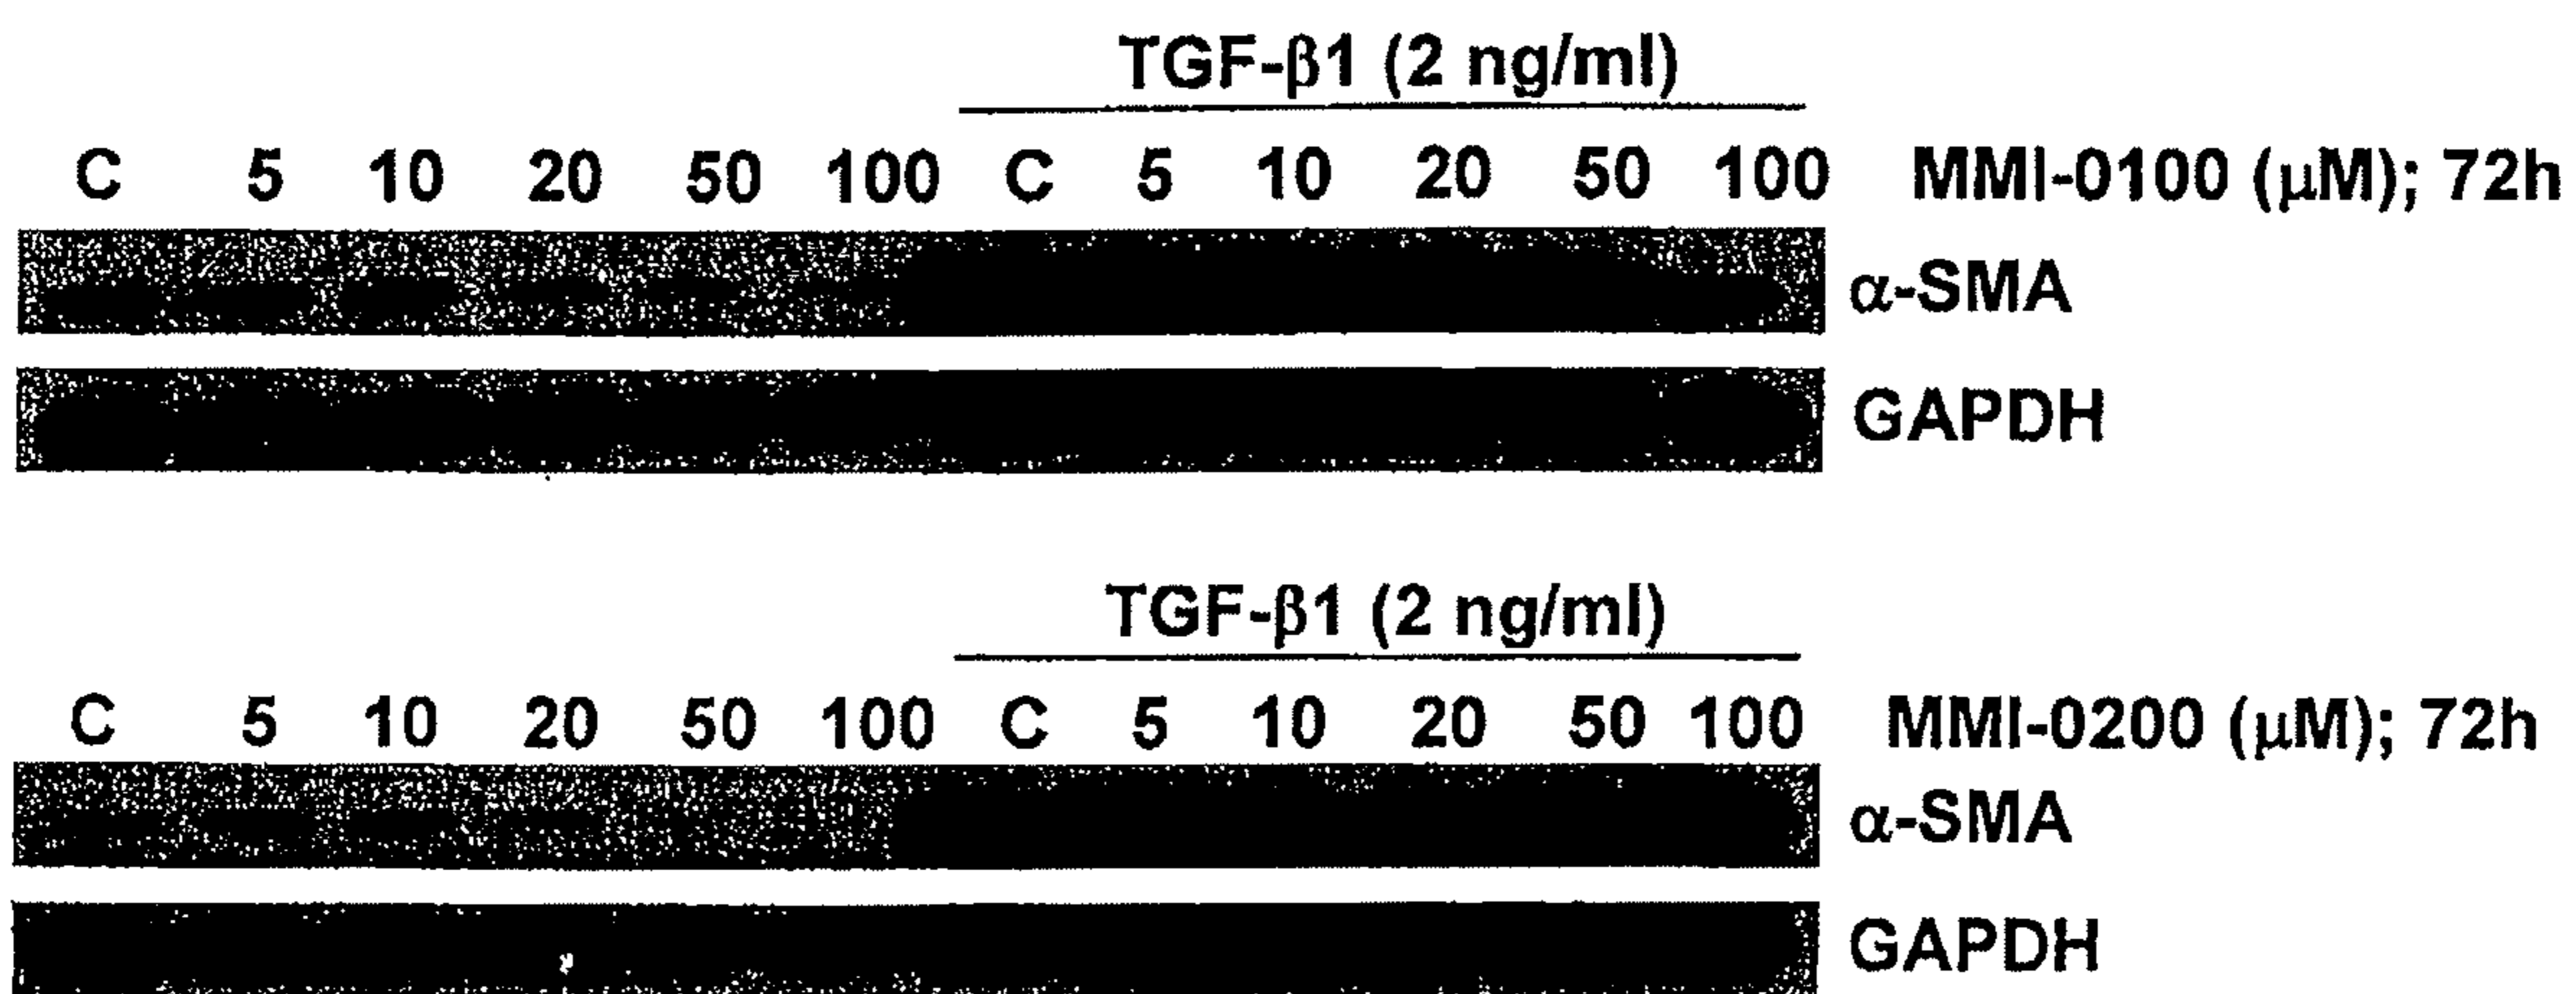 TGF-β1 (2 ng/ml)
C 5 10 20 50 100 C 5 10 20 50 100 MMI-0100 (μM); 72h
α-SMA
GAPDH
TGF-β1 (2 ng/ml)
C 5 10 20 50 100 C 5 10 20 50 100 MMI-0200 (μM); 72h
α-SMA
GAPDH